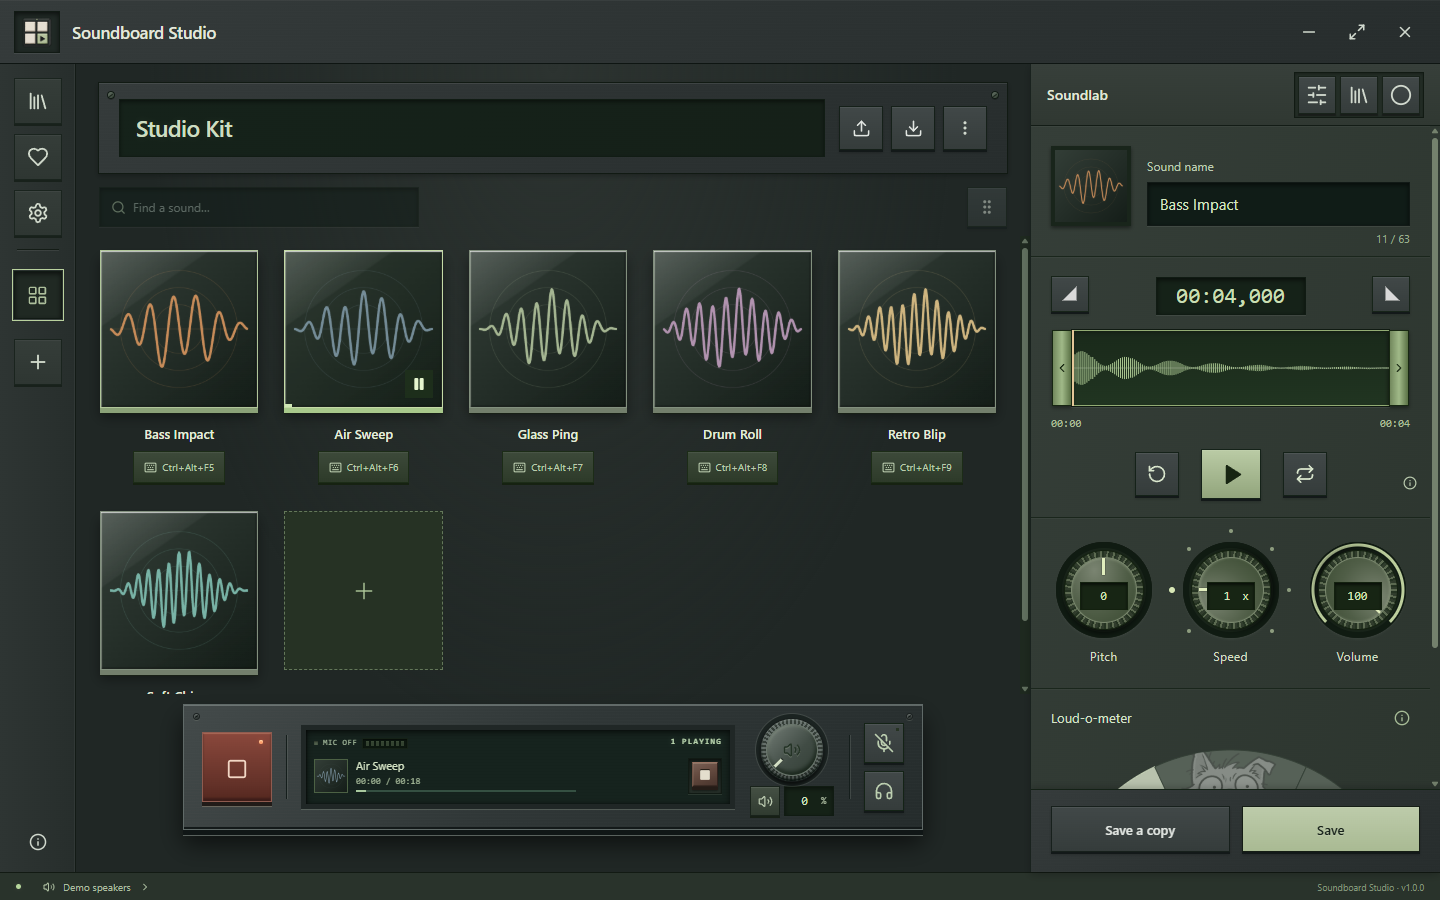 Soundboard Studio
Studio Kit
Find a sound...
Bass Impact
Air Sweep
Glass Ping
Drum Roll
Retro Blip
Ctrl+Alt+F5
Ctrl+Alt+F6
Ctrl+Alt+F7
Ctrl+Alt+F8
Ctrl+Alt+F9
MIC OFF
1 PLAYING
Air Sweep
00:00 / 00:18
0 %
Soundlab
Sound name
Bass Impact
11 / 63
00:04,000
00:00
00:04
0
1 x
100
Pitch
Speed
Volume
Loud-o-meter
Save a copy
Save
Demo speakers
Soundboard Studio - v1.0.0